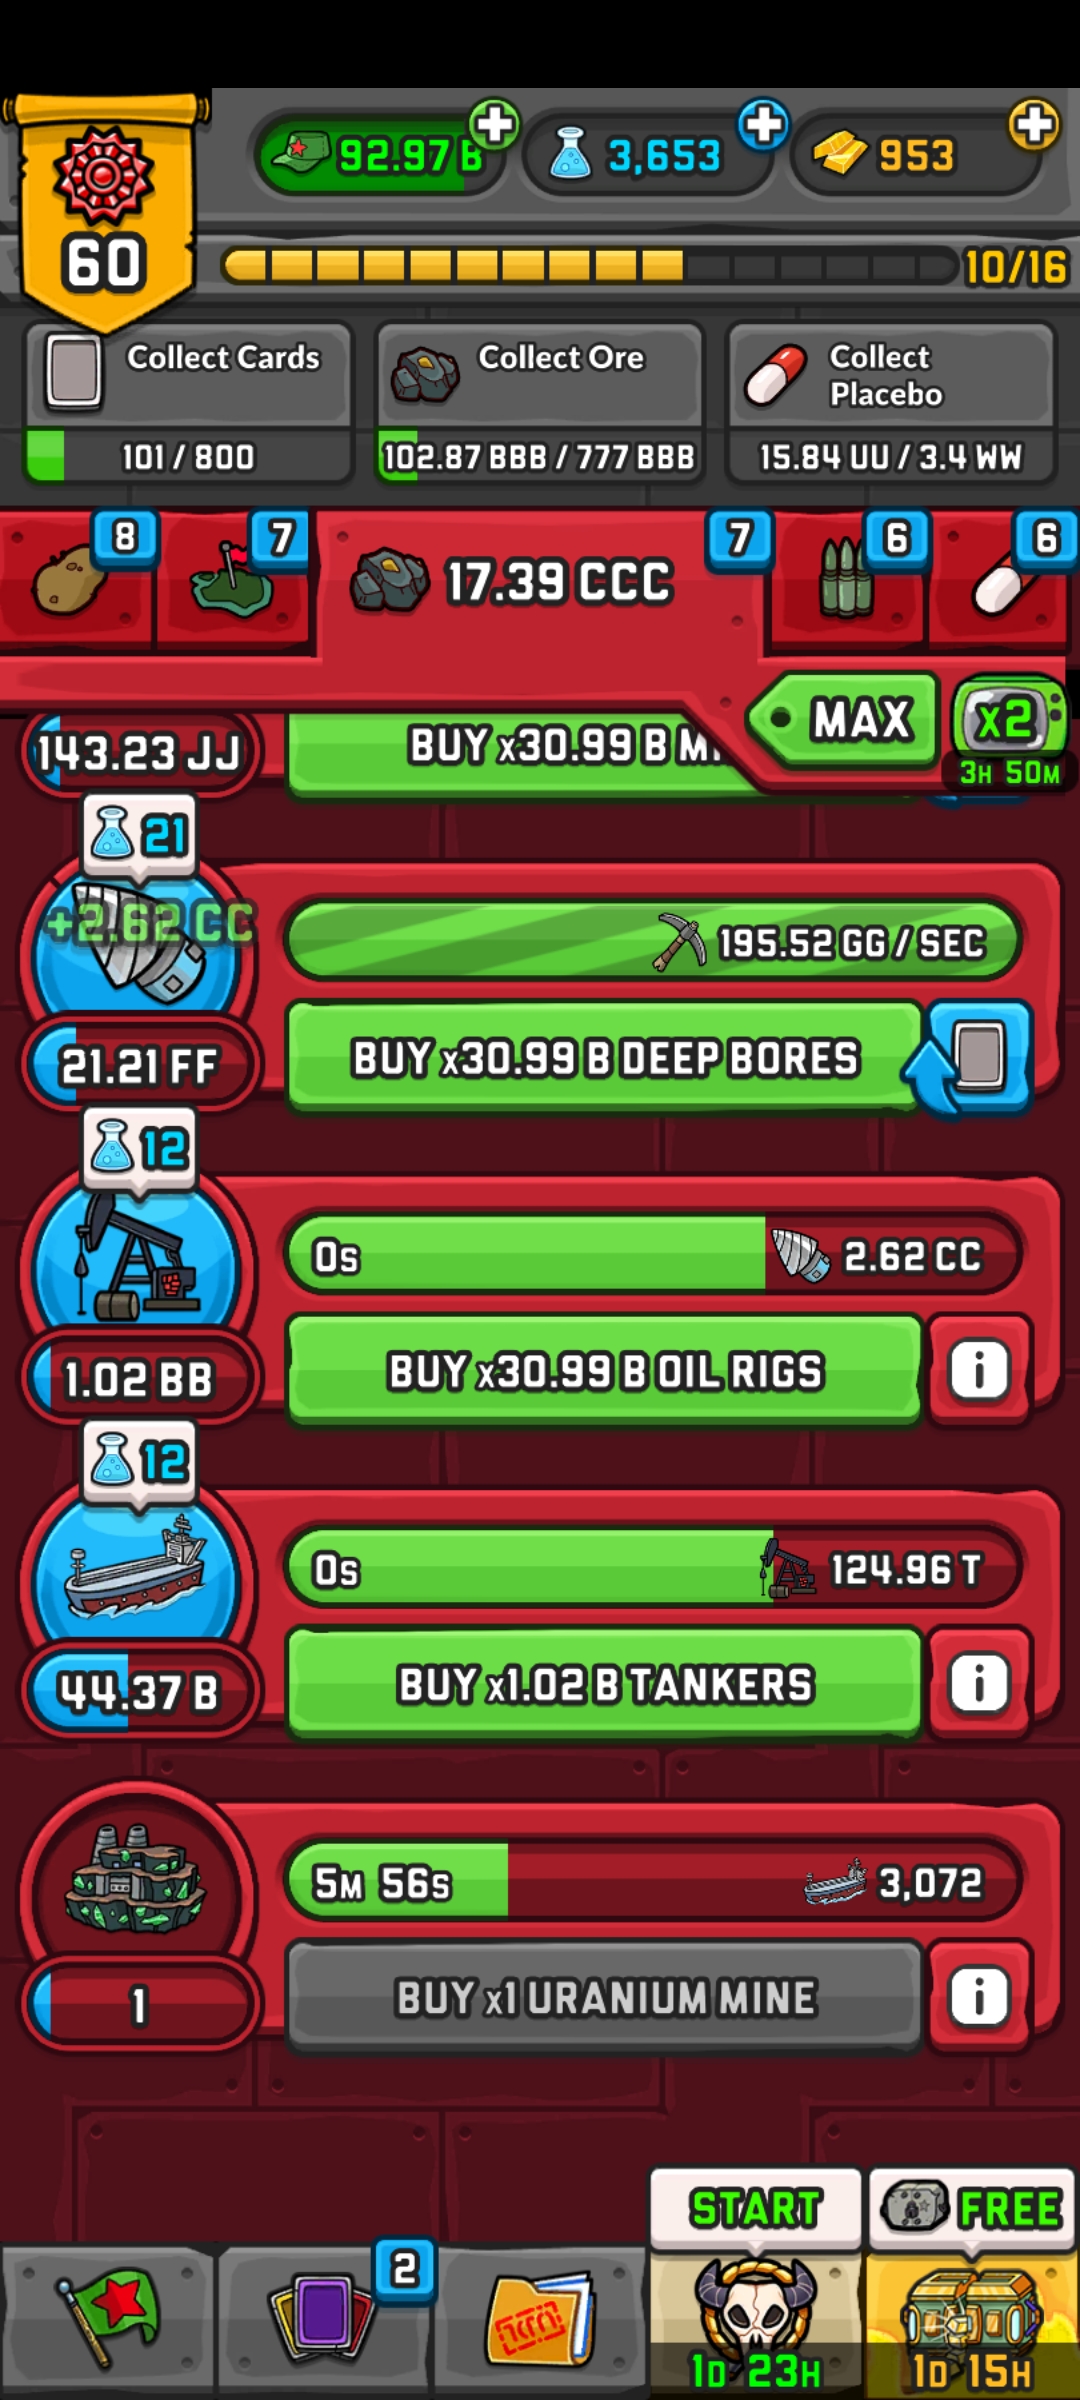 60
92.97 B
3,653
953
10/16
Collect Cards
101 / 800
Collect Ore
102.87 BBB / 777 BBB
Collect
Placebo
15.84 UU / 3.4 WW
8
7
17.39 CCC
7
6
6
MAX
x2
3H 50M
143.23 JJ
BUY x30.99 B
21
+2.62 CC
195.52 GG / SEC
21.21 FF
BUY x30.99 B DEEP BORES
12
0s
2.62 CC
1.02 BB
BUY x30.99 B OIL RIGS
12
0s
124.96 T
44.37 B
BUY x1.02 B TANKERS
5M 56s
3,072
1
BUY x1 URANIUM MINE
START
FREE
2
1D 23H
1D 15H